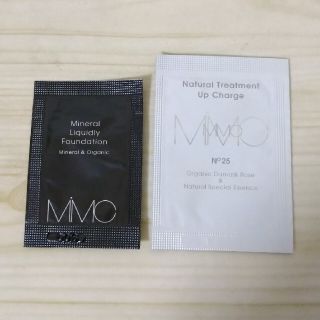 Mineral
Liquidly
Foundation
Mineral & Organic
MiMC
Natural Treatment
Up Charge
MiMC
Nº25
Organic Damask Rose
&
Natural Special Essence